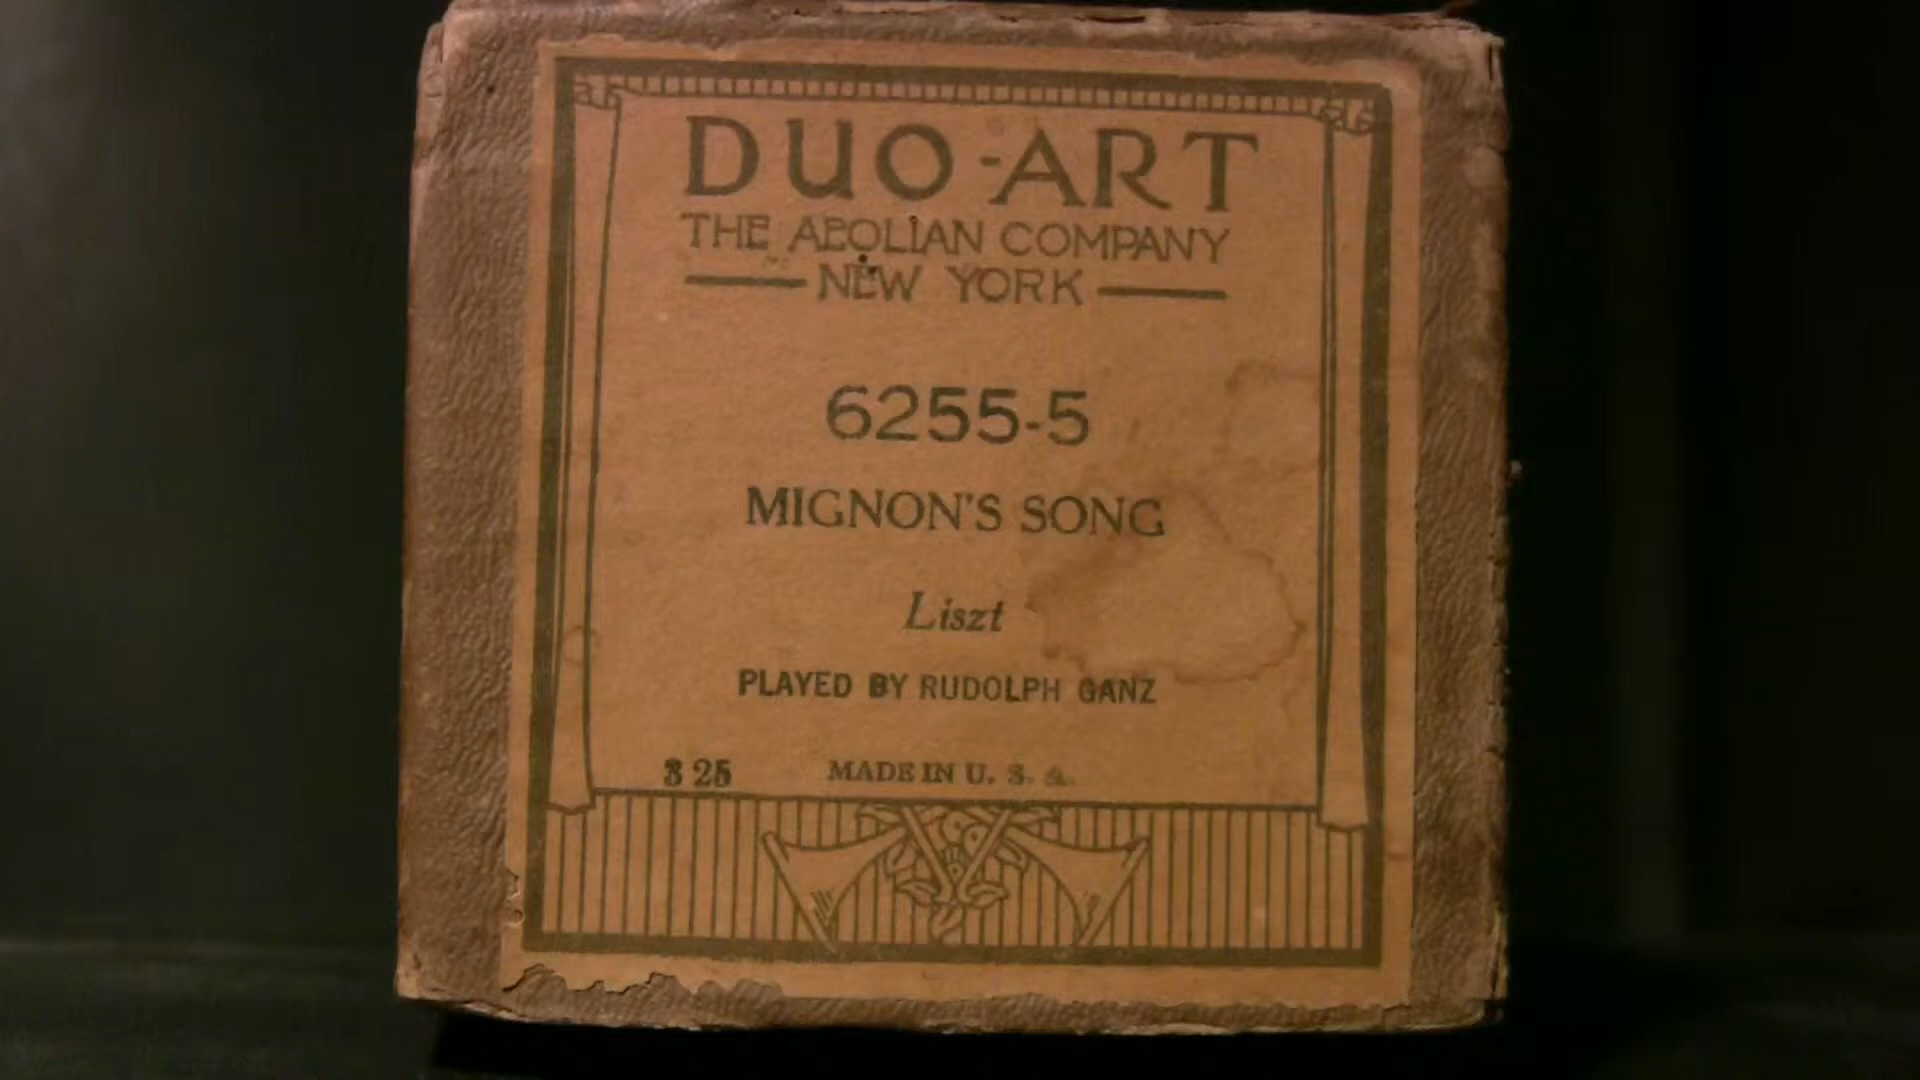 DUO-ART
THE AEOLIAN COMPANY
NEW YORK
6255-5
MIGNON'S SONG
Liszt
PLAYED BY RUDOLPH GANZ
$ 25 MADE IN U. S. A.